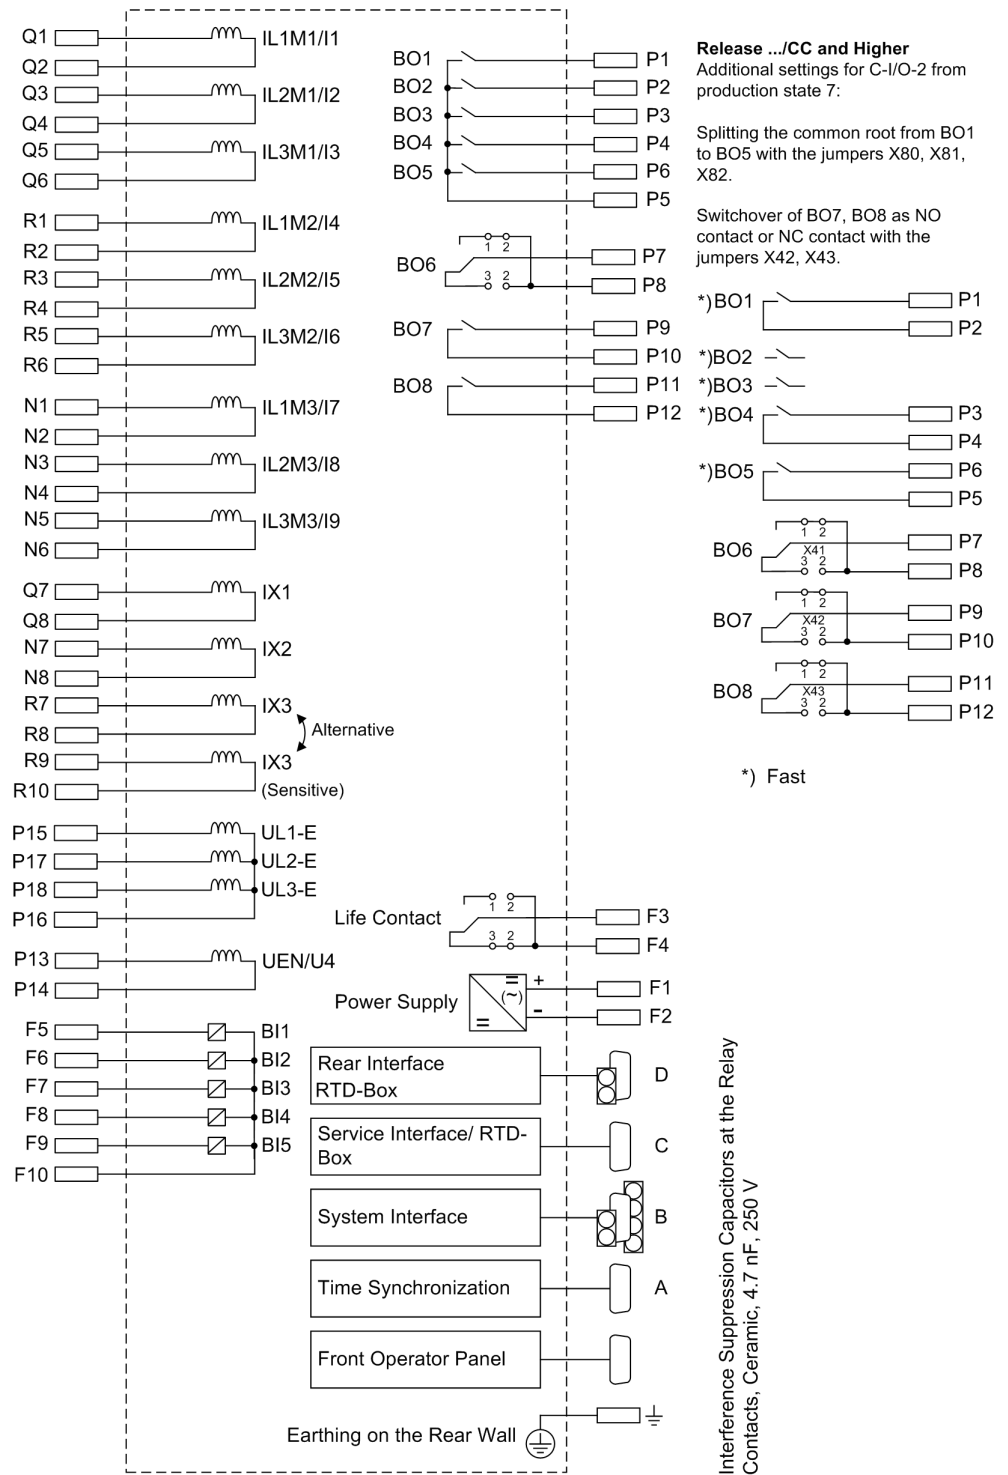 Q1 IL1M1/I1
Q2
Q3 IL2M1/I2
Q4
Q5 IL3M1/I3
Q6
R1 IL1M2/I4
R2
R3 IL2M2/I5
R4
R5 IL3M2/I6
R6
N1 IL1M3/I7
N2
N3 IL2M3/I8
N4
N5 IL3M3/I9
N6
Q7 IX1
Q8
N7 IX2
N8
R7 IX3
R8
Alternative
R9 IX3
R10 (Sensitive)
P15 UL1-E
P17 UL2-E
P18 UL3-E
P16
P13 UEN/U4
P14
F5 BI1
F6 BI2
F7 BI3
F8 BI4
F9 BI5
F10
BO1 P1
BO2 P2
BO3 P3
BO4 P4
BO5 P6
P5
1 2
BO6 P7
3 2
P8
BO7 P9
P10
BO8 P11
P12
Life Contact
1 2
F3
3 2
F4
Power Supply
= + F1
(~)
= - F2
Rear Interface
RTD-Box
D
Service Interface/ RTD-
Box
C
System Interface B
Time Synchronization A
Front Operator Panel
Earthing on the Rear Wall
Release .../CC and Higher
Additional settings for C-I/O-2 from
production state 7:
Splitting the common root from BO1
to BO5 with the jumpers X80, X81,
X82.
Switchover of BO7, BO8 as NO
contact or NC contact with the
jumpers X42, X43.
*)BO1 P1
P2
*)BO2
*)BO3
*)BO4 P3
P4
*)BO5 P6
P5
1 2
BO6 X41 P7
3 2
P8
1 2
BO7 X42 P9
3 2
P10
1 2
BO8 X43 P11
3 2
P12
*) Fast
Interference Suppression Capacitors at the Relay
Contacts, Ceramic, 4.7 nF, 250 V